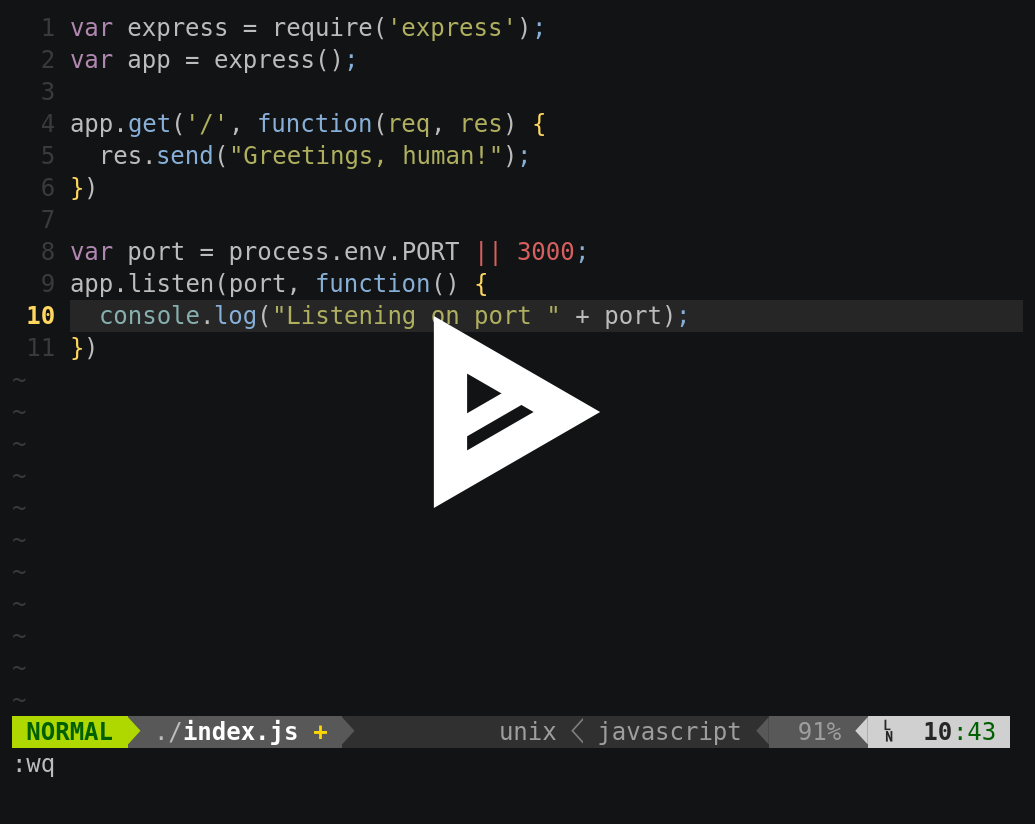 1 var express = require('express');
2 var app = express();
3
4 app.get('/', function(req, res) {
5   res.send("Greetings, human!");
6 })
7
8 var port = process.env.PORT || 3000;
9 app.listen(port, function() {
10   console.log("Listening on port " + port);
11 })
~
~
~
~
~
~
~
~
~
~
~
NORMAL ./index.js + unix javascript 91% LN 10:43
:wq